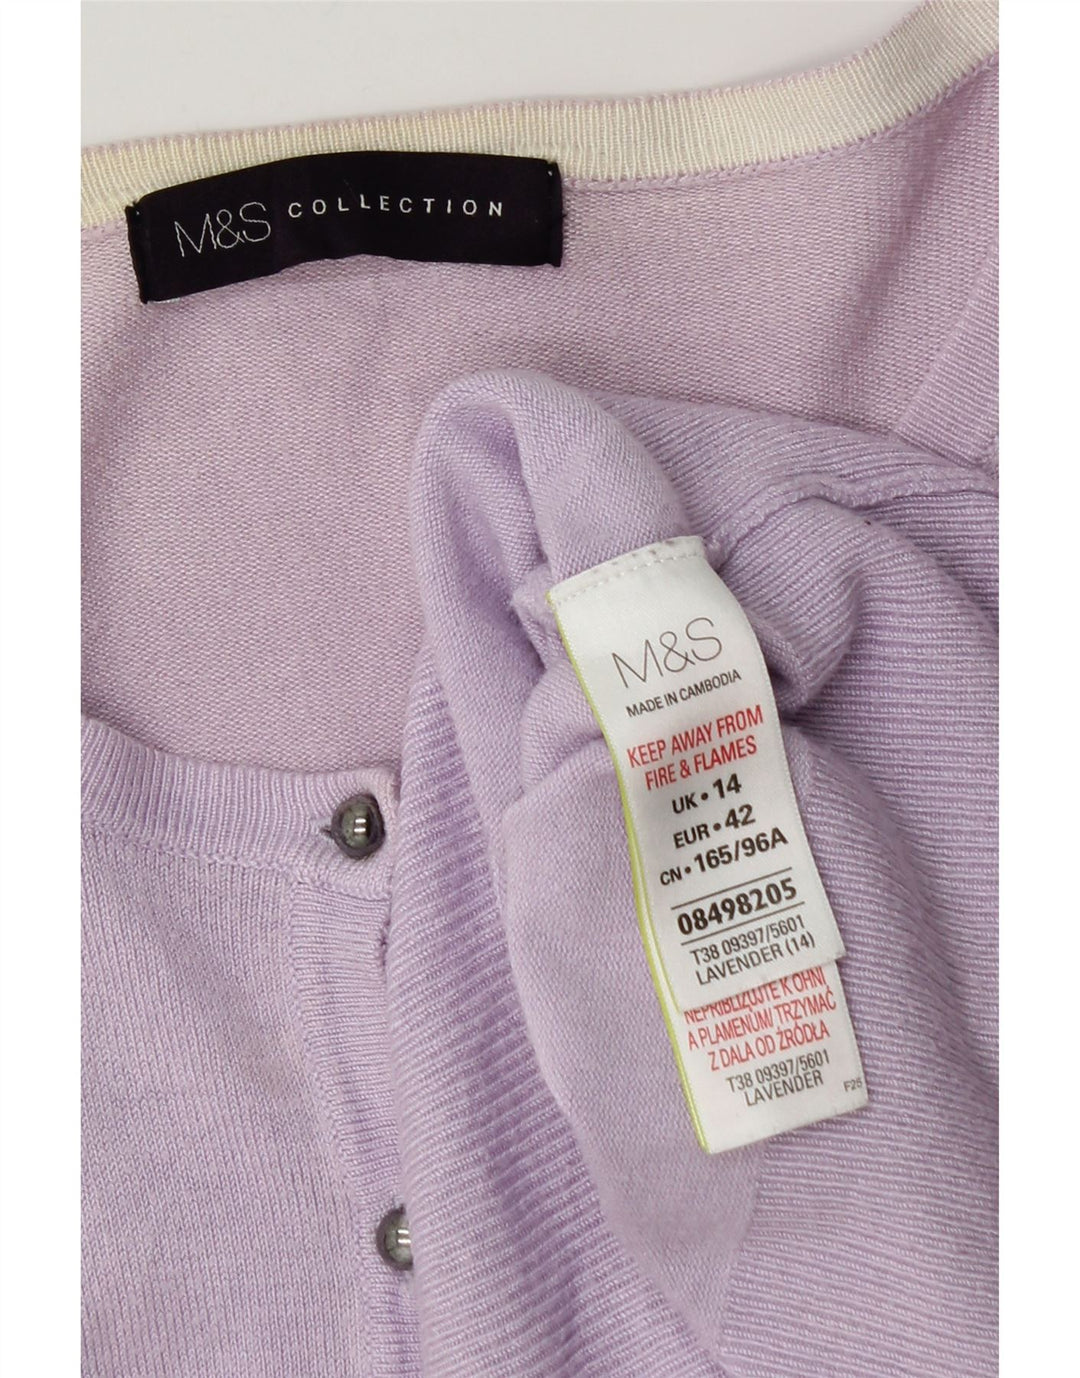 M&S COLLECTION
M&S
MADE IN CAMBODIA
KEEP AWAY FROM
FIRE & FLAMES
UK • 14
EUR • 42
CN • 165/96A
08498205
T38 09397/5601
LAVENDER (14)
NEPRIBLIZUJTE K OHNI
A PLAMENŮM/ TRZYMAĆ
Z DALA OD ŹRÓDŁA
T38 09397/5601
LAVENDER
F25